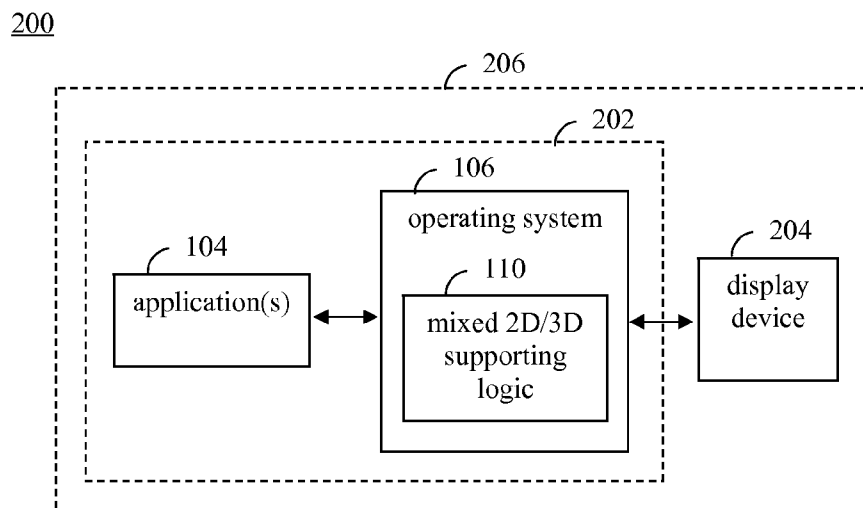 200
206
202
106
operating system
204
display
device
104
application(s)
110
mixed 2D/3D
supporting
logic